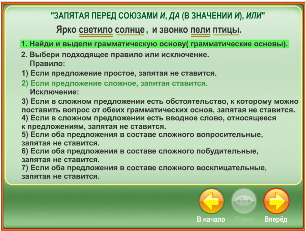 "ЗАПЯТАЯ ПЕРЕД СОЮЗАМИ И, ДА (В ЗНАЧЕНИИ И), ИЛИ"
Ярко светило солнце, и звонко пели птицы.
1. Найди и выдели грамматическую основу( грамматические основы).
2. Выбери подходящее правило или исключение.
Правило:
1) Если предложение простое, запятая не ставится.
2) Если предложение сложное, запятая ставится.
Исключение:
3) Если в сложном предложении есть обстоятельство, к которому можно
поставить вопрос от обеих грамматических основ, запятая не ставится.
4) Если в сложном предложении есть вводное слово, относящееся
к предложениям, запятая не ставится.
5) Если оба предложения в составе сложного вопросительные,
запятая не ставится.
6) Если оба предложения в составе сложного побудительные,
запятая не ставится.
7) Если оба предложения в составе сложного восклицательные,
запятая не ставится.
В начало
Вперёд